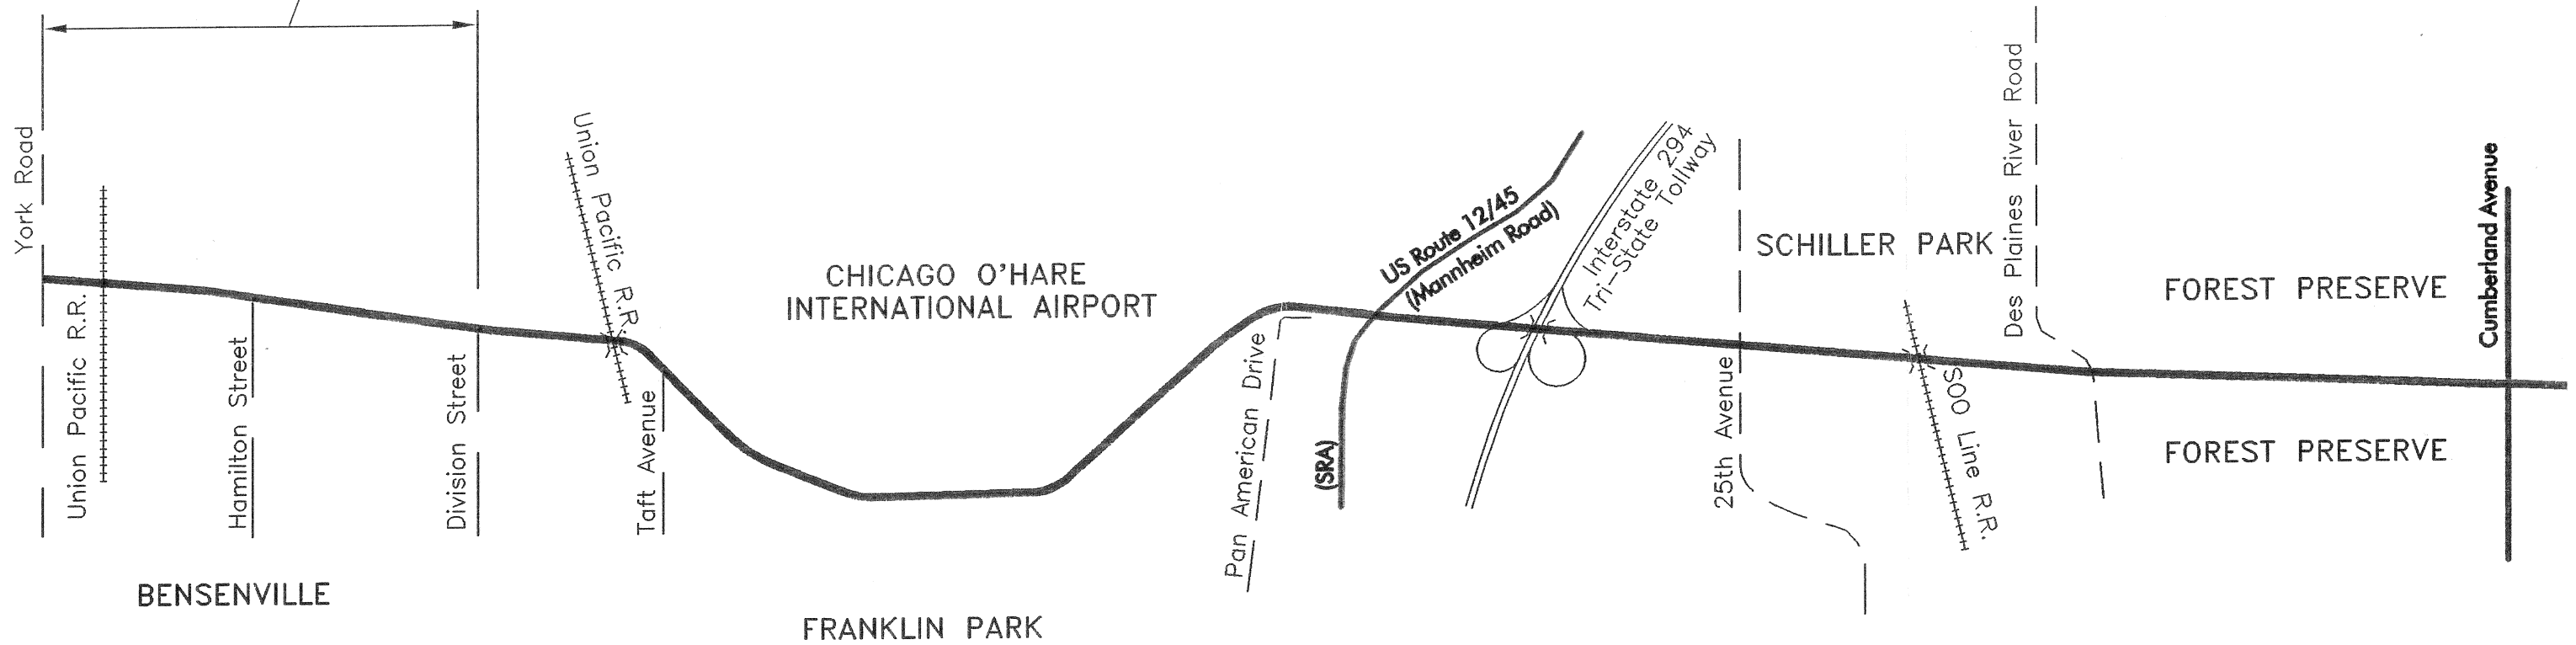 York Road
Union Pacific R.R.
Hamilton Street
Division Street
BENSENVILLE
Union Pacific R.R.
Taft Avenue
CHICAGO O'HARE
INTERNATIONAL AIRPORT
FRANKLIN PARK
Pan American Drive
(SRA)
US Route 12/45
(Mannheim Road)
Interstate 294
Tri-State Tollway
25th Avenue
SCHILLER PARK
SOO Line R.R.
Des Plaines River Road
FOREST PRESERVE
FOREST PRESERVE
Cumberland Avenue